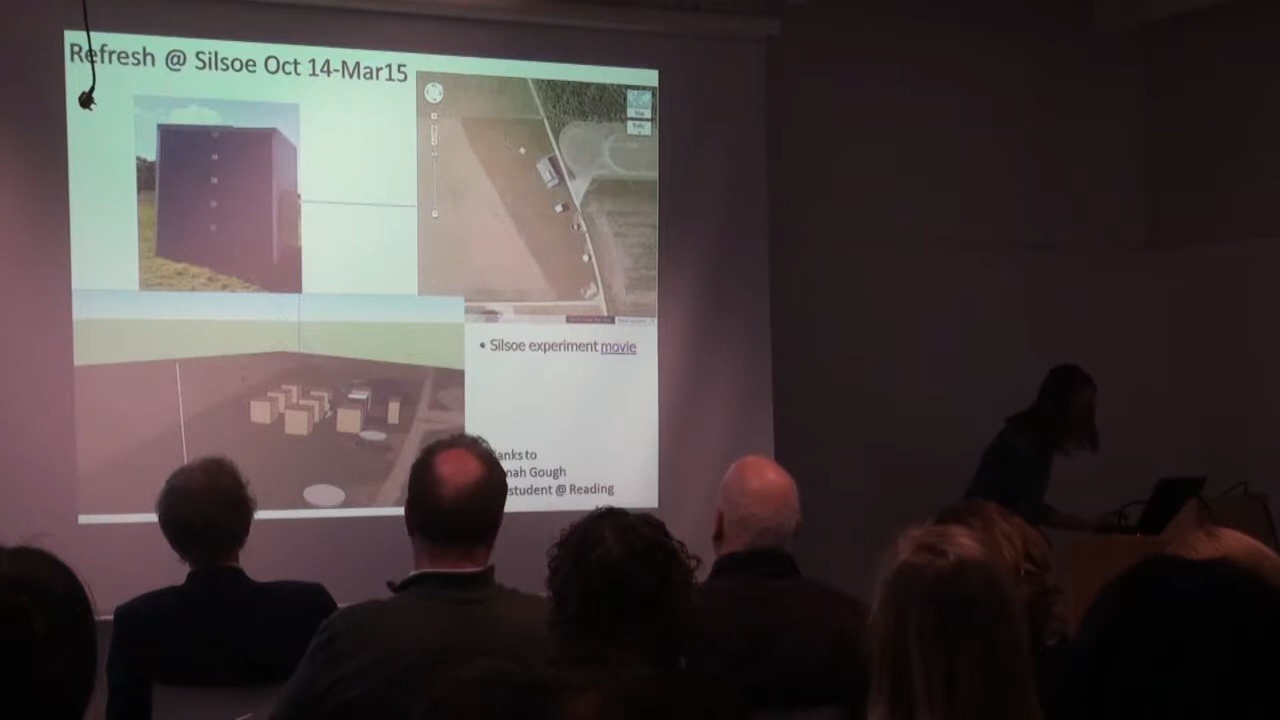 Refresh @ Silsoe Oct 14-Mar15
• Silsoe experiment movie
anks to
nah Gough
student @ Reading